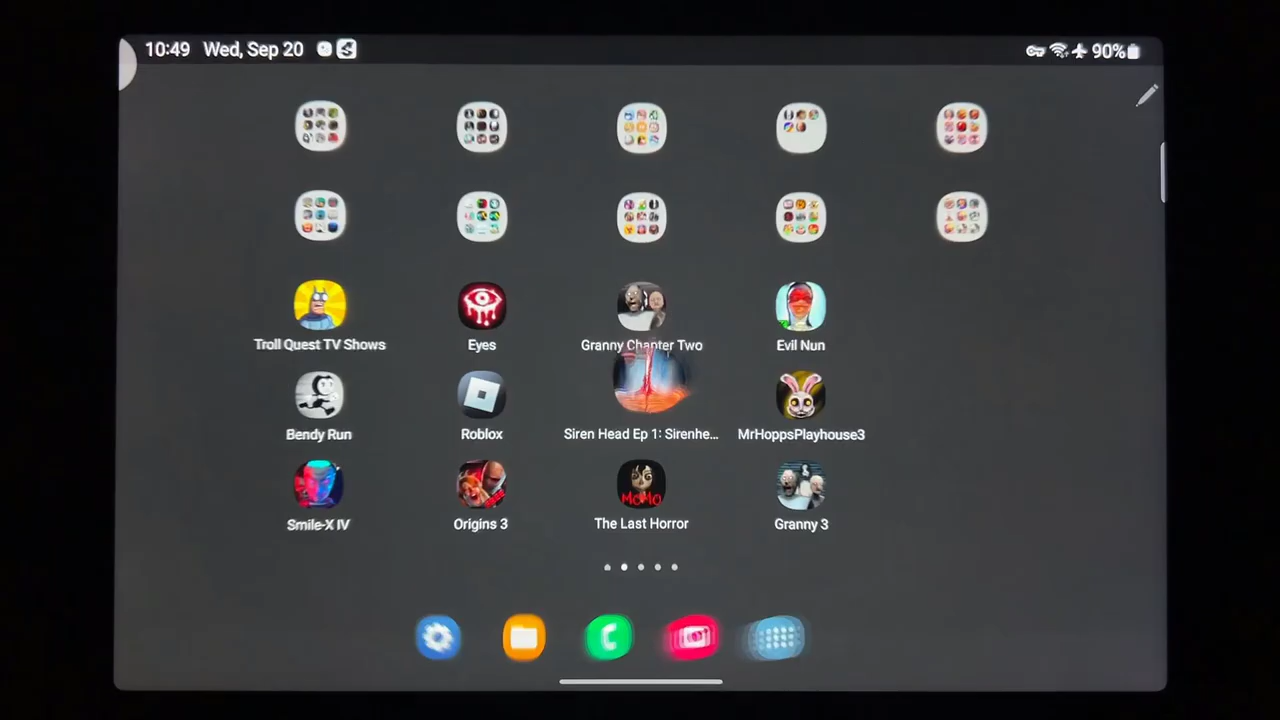 10:49 Wed, Sep 20
90%
Troll Quest TV Shows
Eyes
Granny Chapter Two
Evil Nun
Bendy Run
Roblox
Siren Head Ep 1: Sirenhe...
MrHoppsPlayhouse3
MOMO
Smile-X IV
Origins 3
The Last Horror
Granny 3